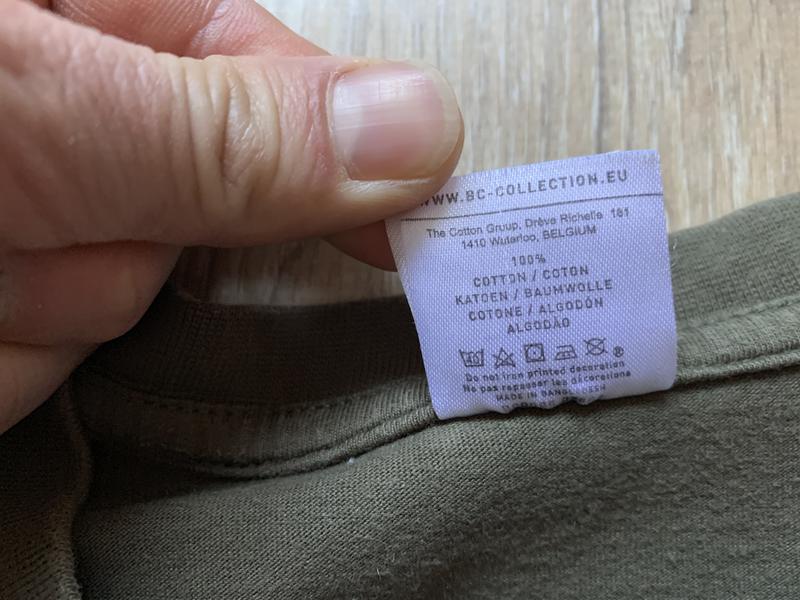 WWW.BC-COLLECTION.EU
The Cotton Group, Drève Richelle 161
1410 Waterloo, BELGIUM
100%
COTTON / COTON
KATOEN / BAUMWOLLE
COTONE / ALGODÓN
ALGODÃO
Do not iron printed decoration
Ne pas repasser les décorations
MADE IN BANGLADESH